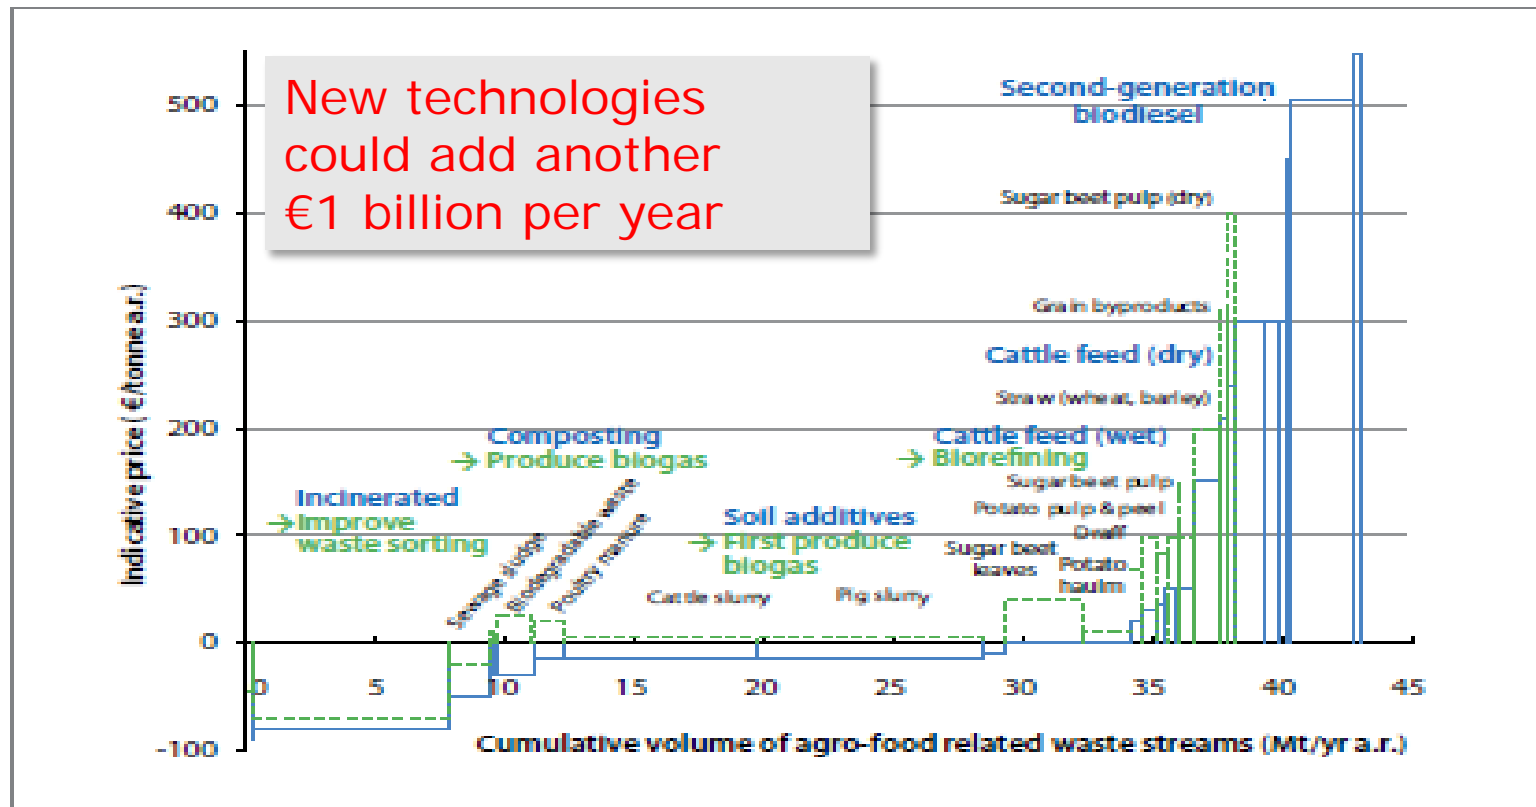 New technologies
could add another
€1 billion per year
Second-generation
biodiesel
Sugar beet pulp (dry)
Grain byproducts
Cattle feed (dry)
Straw (wheat, barley)
Composting
→ Produce biogas
Cattle feed (wet)
→ Biorefining
Incinerated
→ Improve
waste sorting
Sewage sludge
Biodegradable waste
Poultry manure
Soil additives
→ First produce
biogas
Cattle slurry
Pig slurry
Sugar beet pulp
Potato pulp & peel
Draff
Sugar beet
leaves
Potato
haulm
Indicative price ( €/tonne a.r.)
500
400
300
200
100
0
-100
0 5 10 15 20 25 30 35 40 45
Cumulative volume of agro-food related waste streams (Mt/yr a.r.)